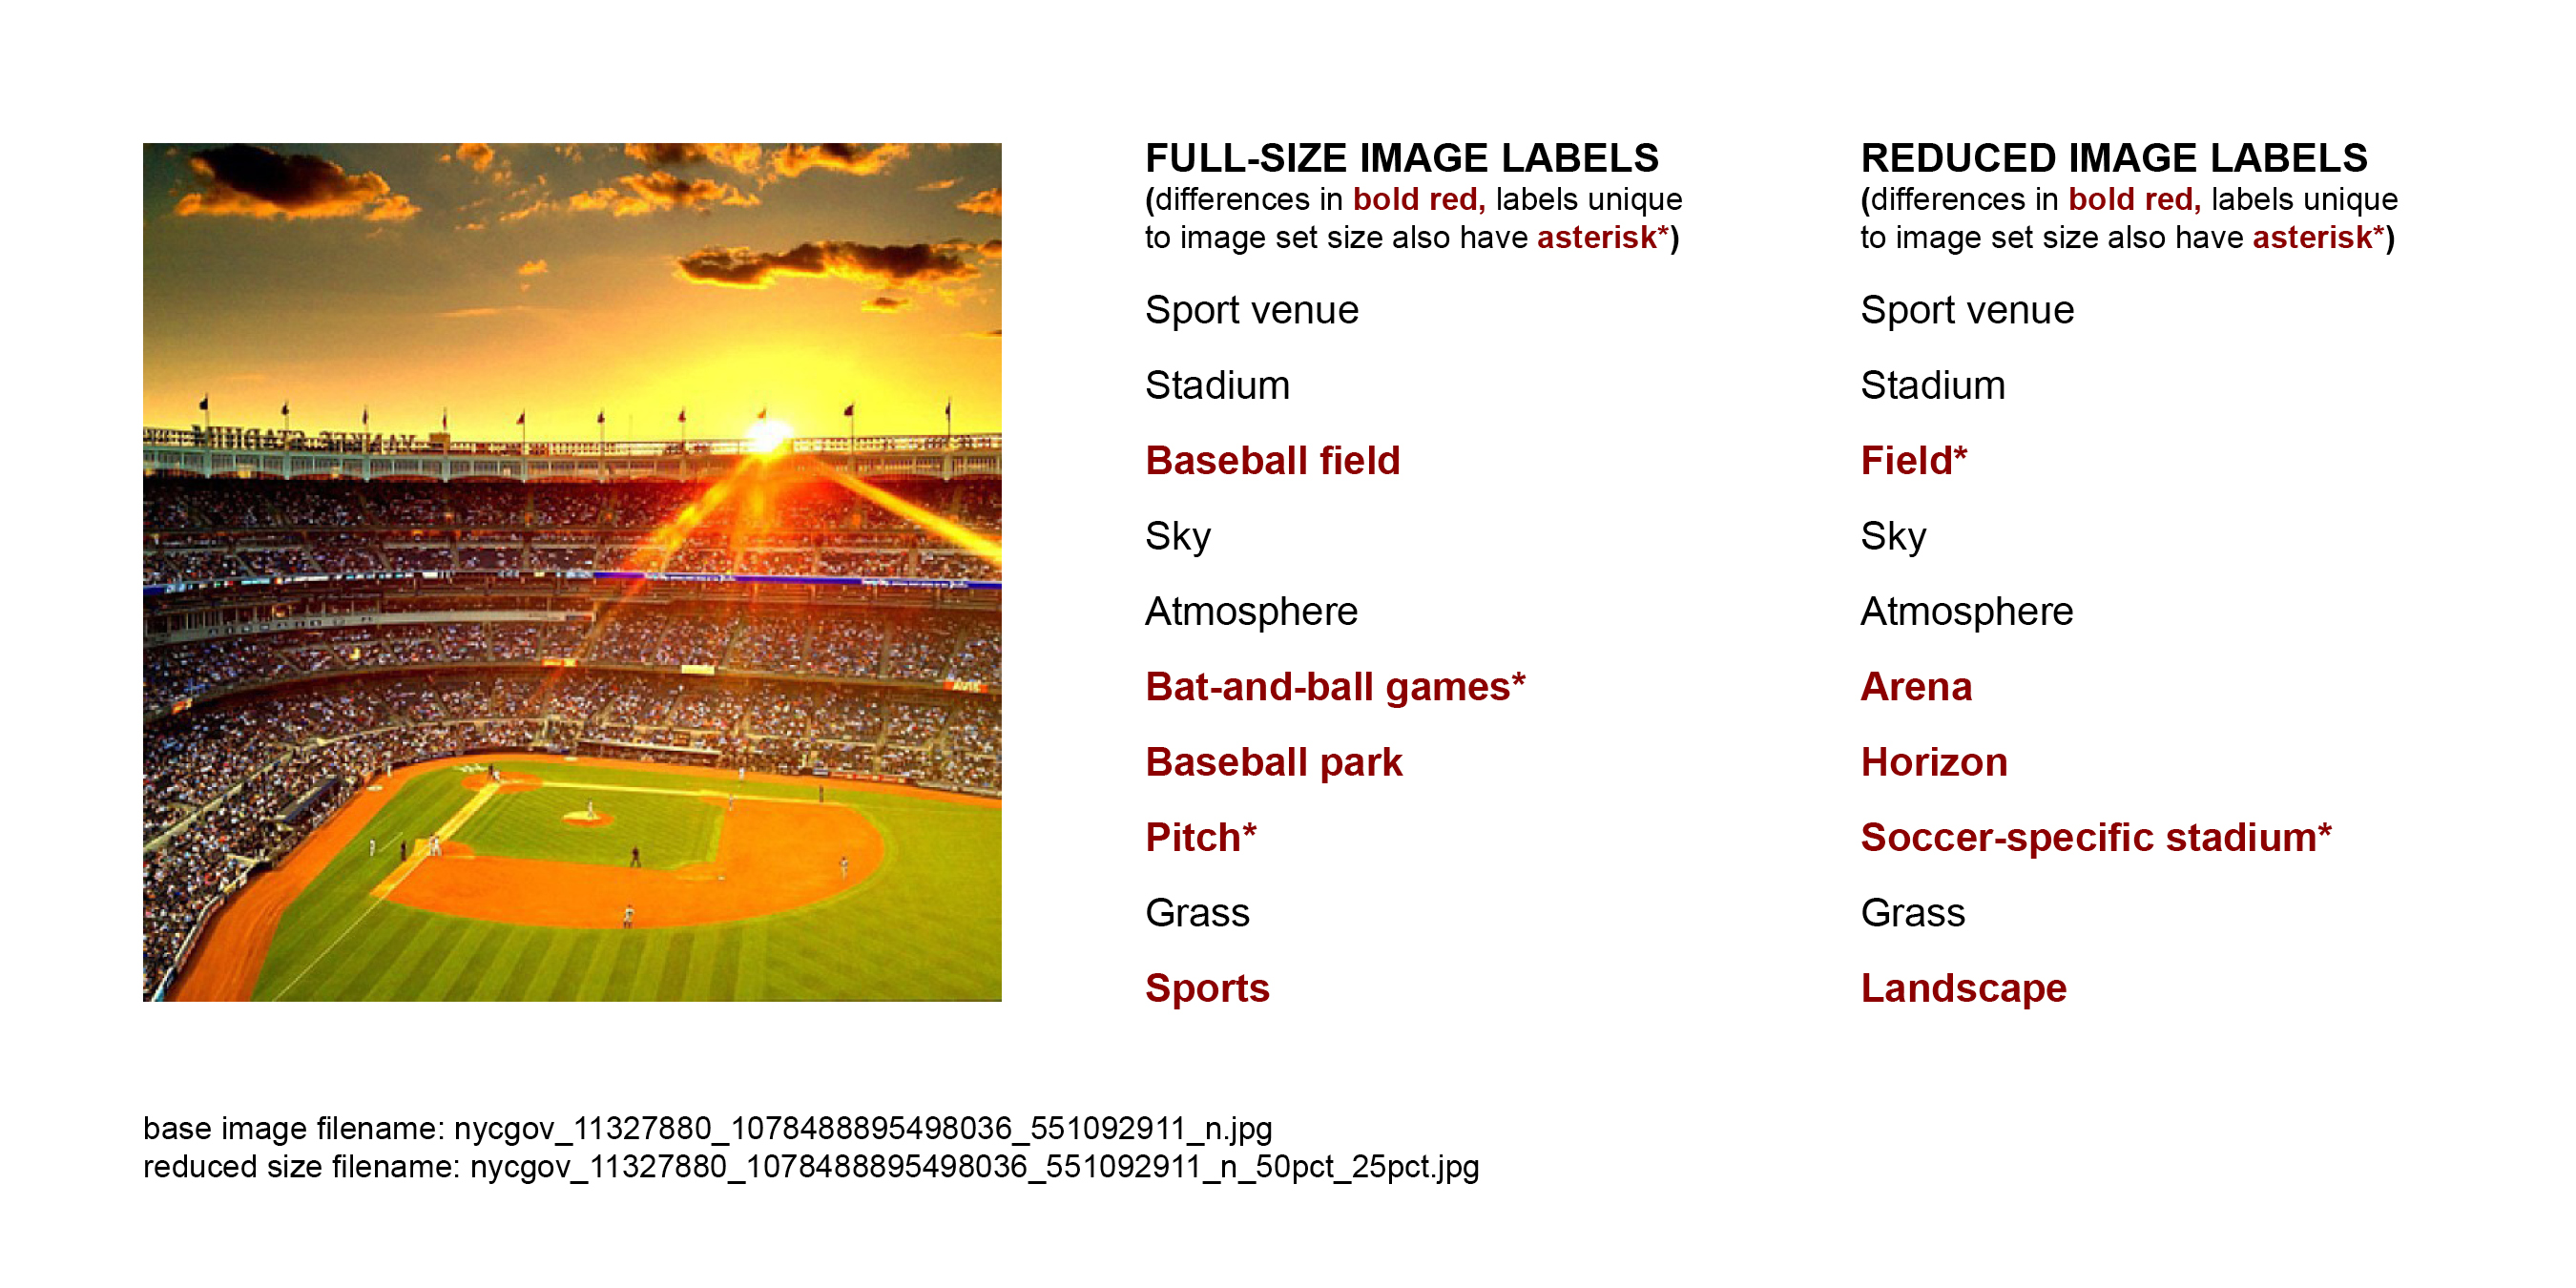 FULL-SIZE IMAGE LABELS
(differences in bold red, labels unique
to image set size also have asterisk*)
Sport venue
Stadium
Baseball field
Sky
Atmosphere
Bat-and-ball games*
Baseball park
Pitch*
Grass
Sports
REDUCED IMAGE LABELS
(differences in bold red, labels unique
to image set size also have asterisk*)
Sport venue
Stadium
Field*
Sky
Atmosphere
Arena
Horizon
Soccer-specific stadium*
Grass
Landscape
AVIS
base image filename: nycgov_11327880_1078488895498036_551092911_n.jpg
reduced size filename: nycgov_11327880_1078488895498036_551092911_n_50pct_25pct.jpg